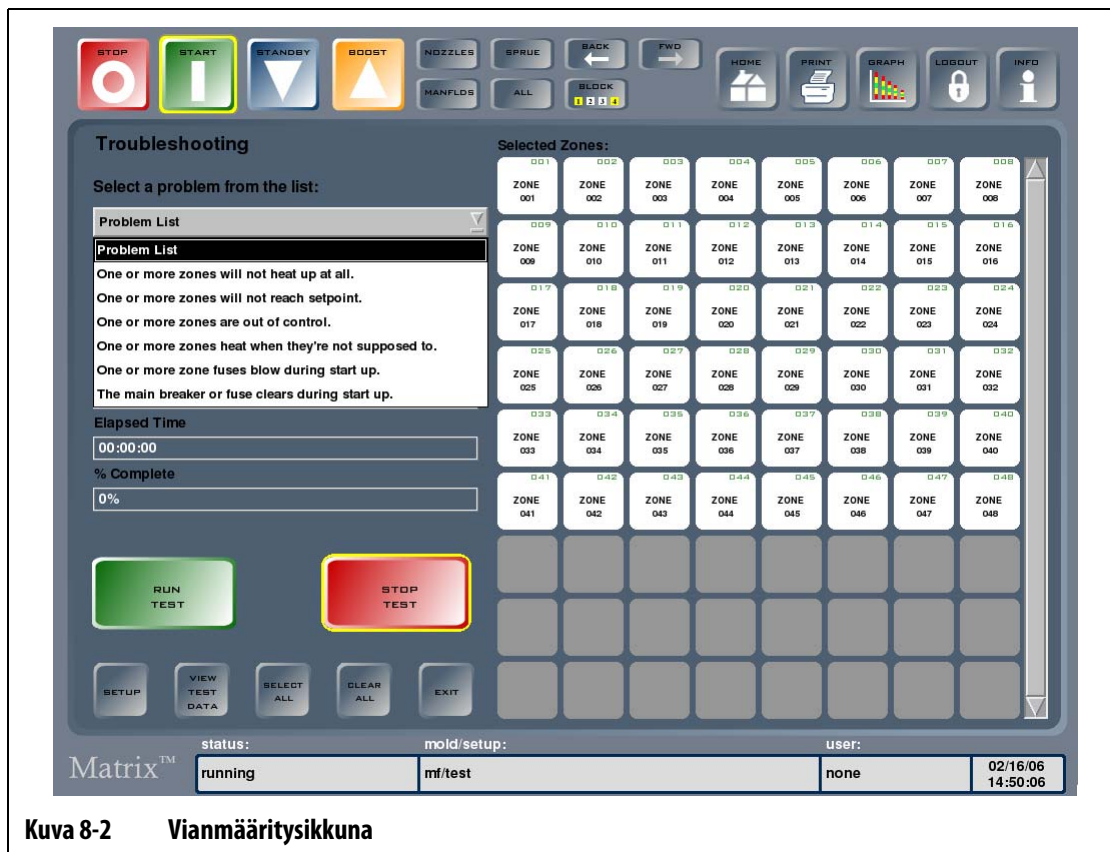 STOP START STANDBY BOOST NOZZLES SPRUE BACK FWD
MANFLDS ALL BLOCK
1 2 3 4
HOME PRINT GRAPH LOGOUT INFO
Troubleshooting
Select a problem from the list:
Problem List
Problem List
One or more zones will not heat up at all.
One or more zones will not reach setpoint.
One or more zones are out of control.
One or more zones heat when they're not supposed to.
One or more zone fuses blow during start up.
The main breaker or fuse clears during start up.
Elapsed Time
00:00:00
% Complete
0%
RUN
TEST
STOP
TEST
SETUP
VIEW
TEST
DATA
SELECT
ALL
CLEAR
ALL
EXIT
Selected Zones:
001 002 003 004 005 006 007 008
ZONE ZONE ZONE ZONE ZONE ZONE ZONE ZONE
001 002 003 004 005 006 007 008
009 010 011 012 013 014 015 016
ZONE ZONE ZONE ZONE ZONE ZONE ZONE ZONE
009 010 011 012 013 014 015 016
017 018 019 020 021 022 023 024
ZONE ZONE ZONE ZONE ZONE ZONE ZONE ZONE
017 018 019 020 021 022 023 024
025 026 027 028 029 030 031 032
ZONE ZONE ZONE ZONE ZONE ZONE ZONE ZONE
025 026 027 028 029 030 031 032
033 034 035 036 037 038 039 040
ZONE ZONE ZONE ZONE ZONE ZONE ZONE ZONE
033 034 035 036 037 038 039 040
041 042 043 044 045 046 047 048
ZONE ZONE ZONE ZONE ZONE ZONE ZONE ZONE
041 042 043 044 045 046 047 048
Matrix™
status: mold/setup: user:
running mf/test none 02/16/06
14:50:06
Kuva 8-2 Vianmääritysikkuna